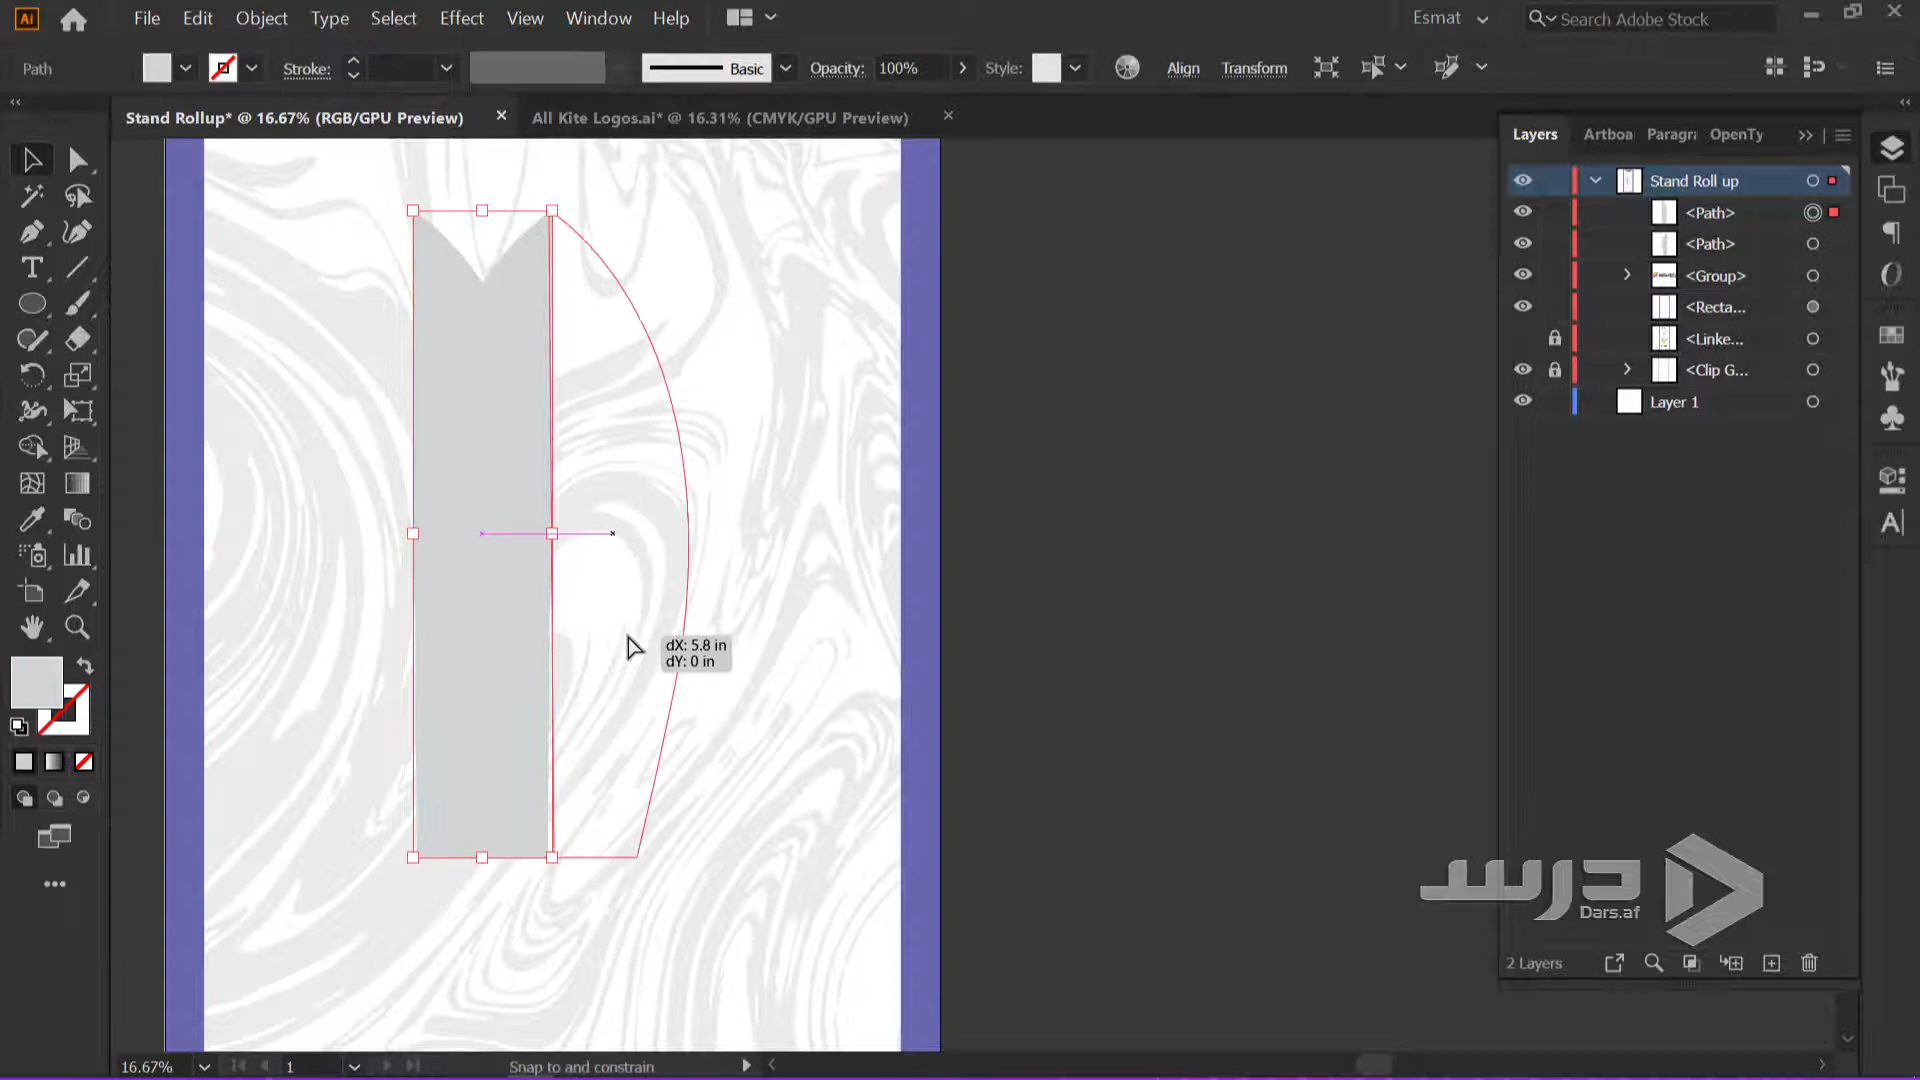 Ai File Edit Object Type Select Effect View Window Help Esmat Search Adobe Stock
Path Stroke: Basic Opacity: 100% Style: Align Transform
Stand Rollup* @ 16.67% (RGB/GPU Preview) × All Kite Logos.ai* @ 16.31% (CMYK/GPU Preview) ×
Layers Artboa Paragra OpenTy
Stand Roll up
<Path>
<Path>
<Group>
<Recta...
<Linke...
<Clip G...
Layer 1
dX: 5.8 in
dY: 0 in
درس
Dars.af
2 Layers
16.67% 1 Snap to and constrain